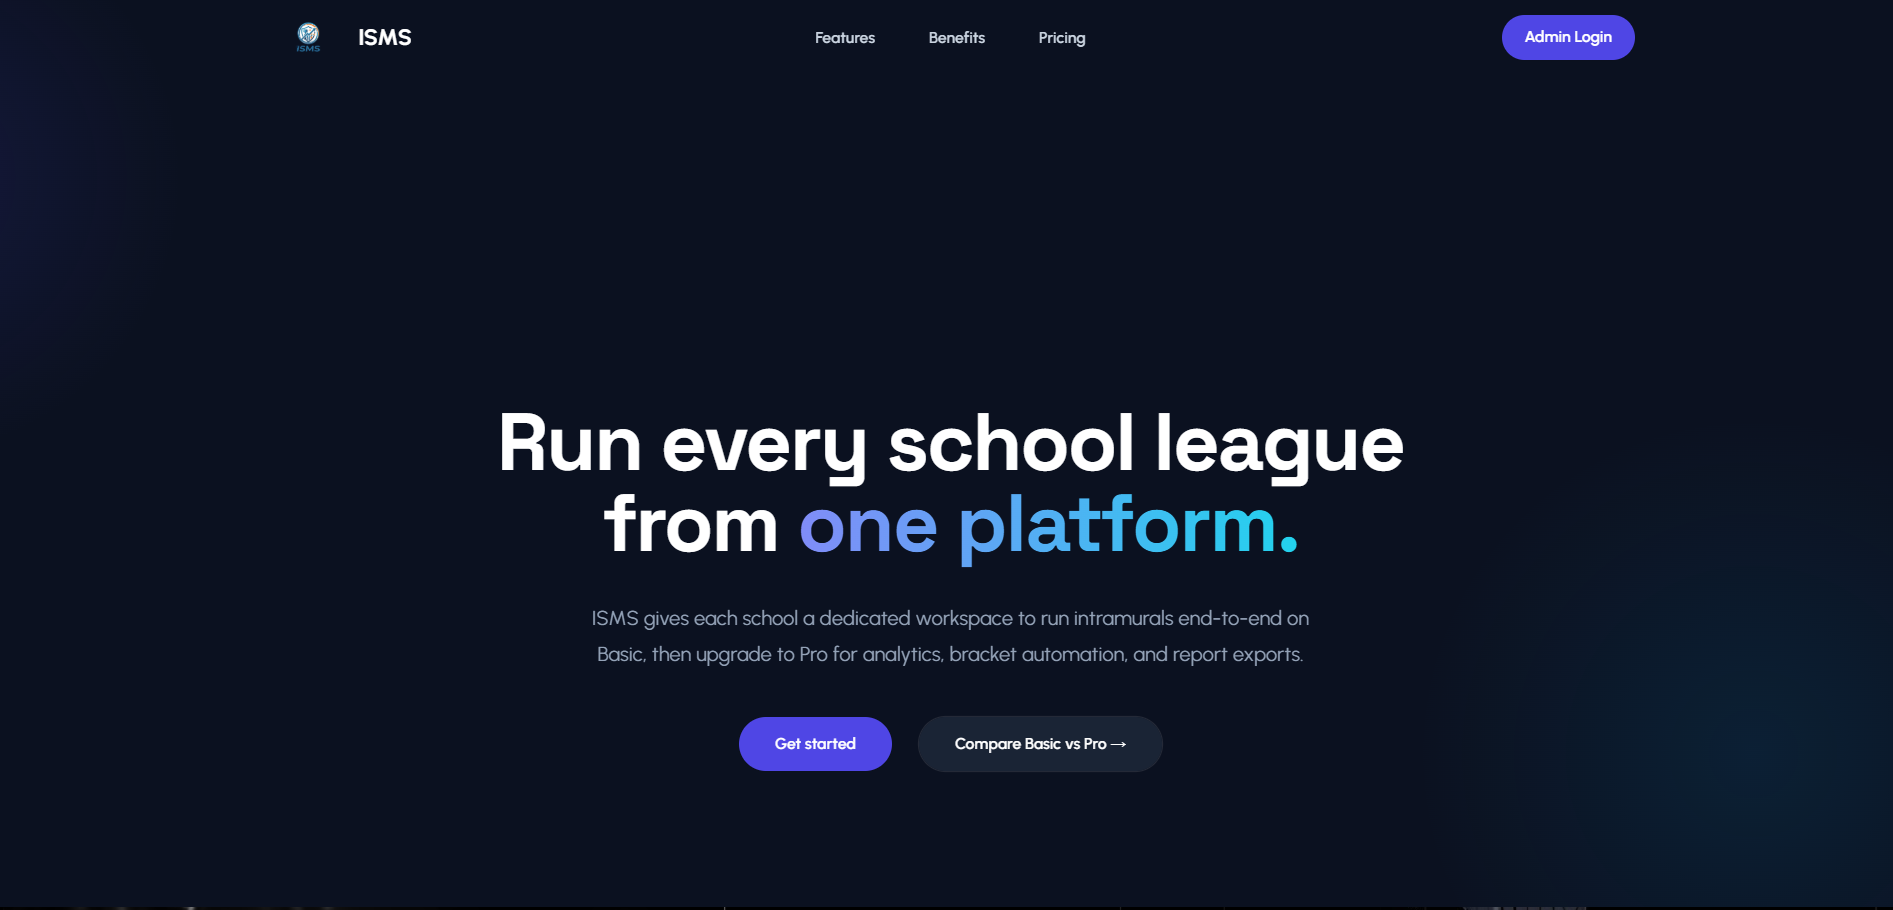 ISMS
ISMS
Features
Benefits
Pricing
Admin Login
Run every school league
from one platform.
ISMS gives each school a dedicated workspace to run intramurals end-to-end on
Basic, then upgrade to Pro for analytics, bracket automation, and report exports.
Get started
Compare Basic vs Pro →